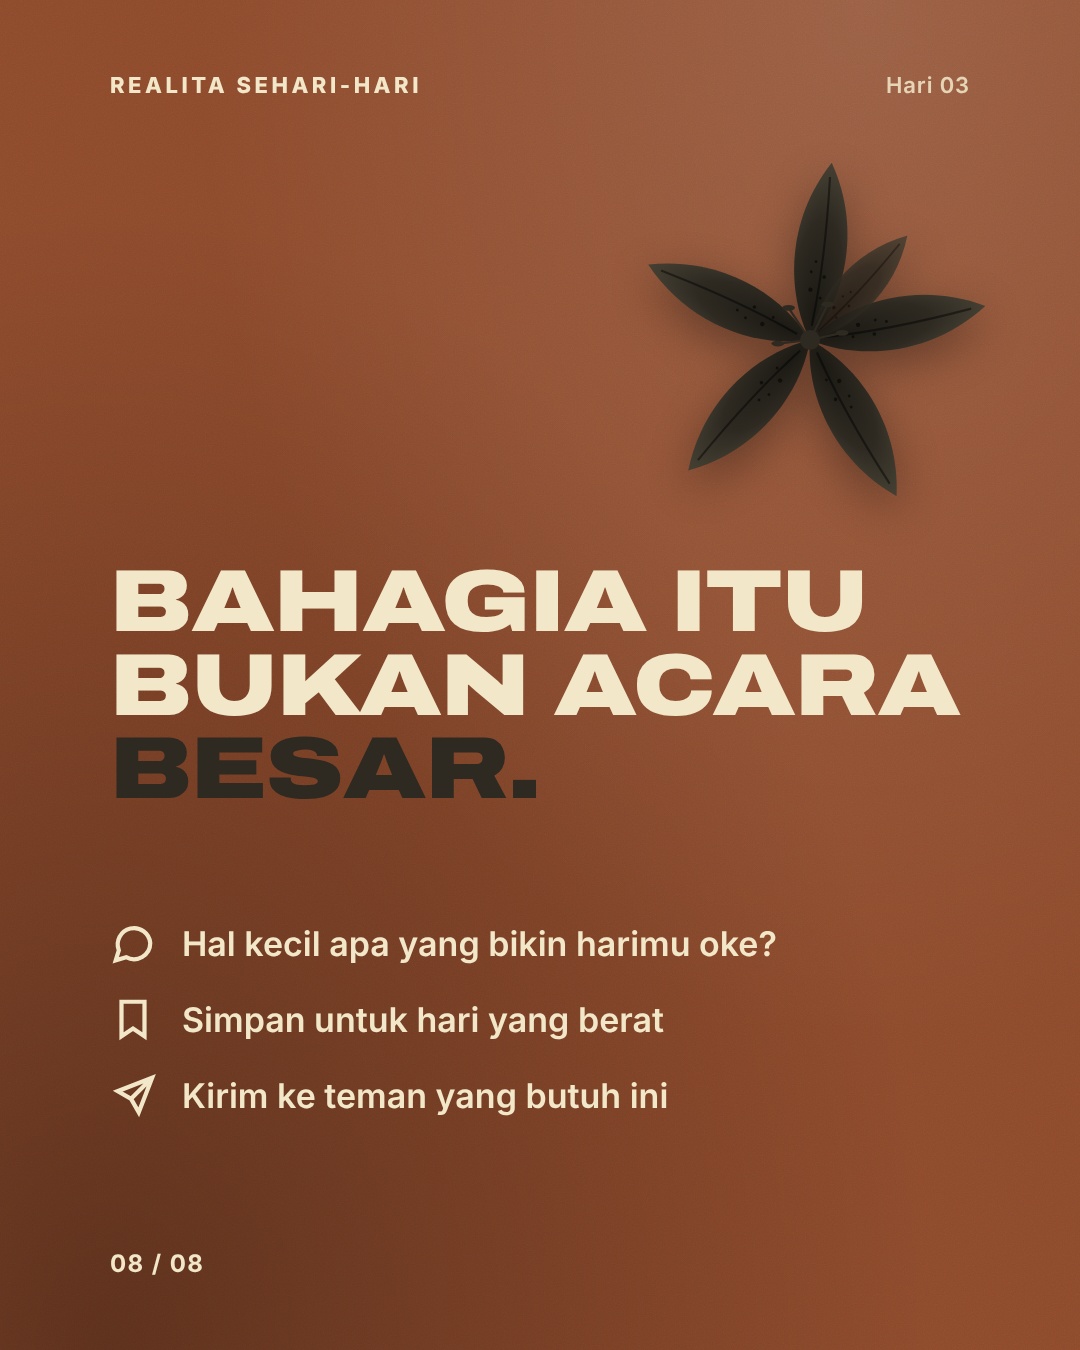 REALITA SEHARI-HARI
Hari 03
BAHAGIA ITU
BUKAN ACARA
BESAR.
Hal kecil apa yang bikin harimu oke?
Simpan untuk hari yang berat
Kirim ke teman yang butuh ini
08 / 08